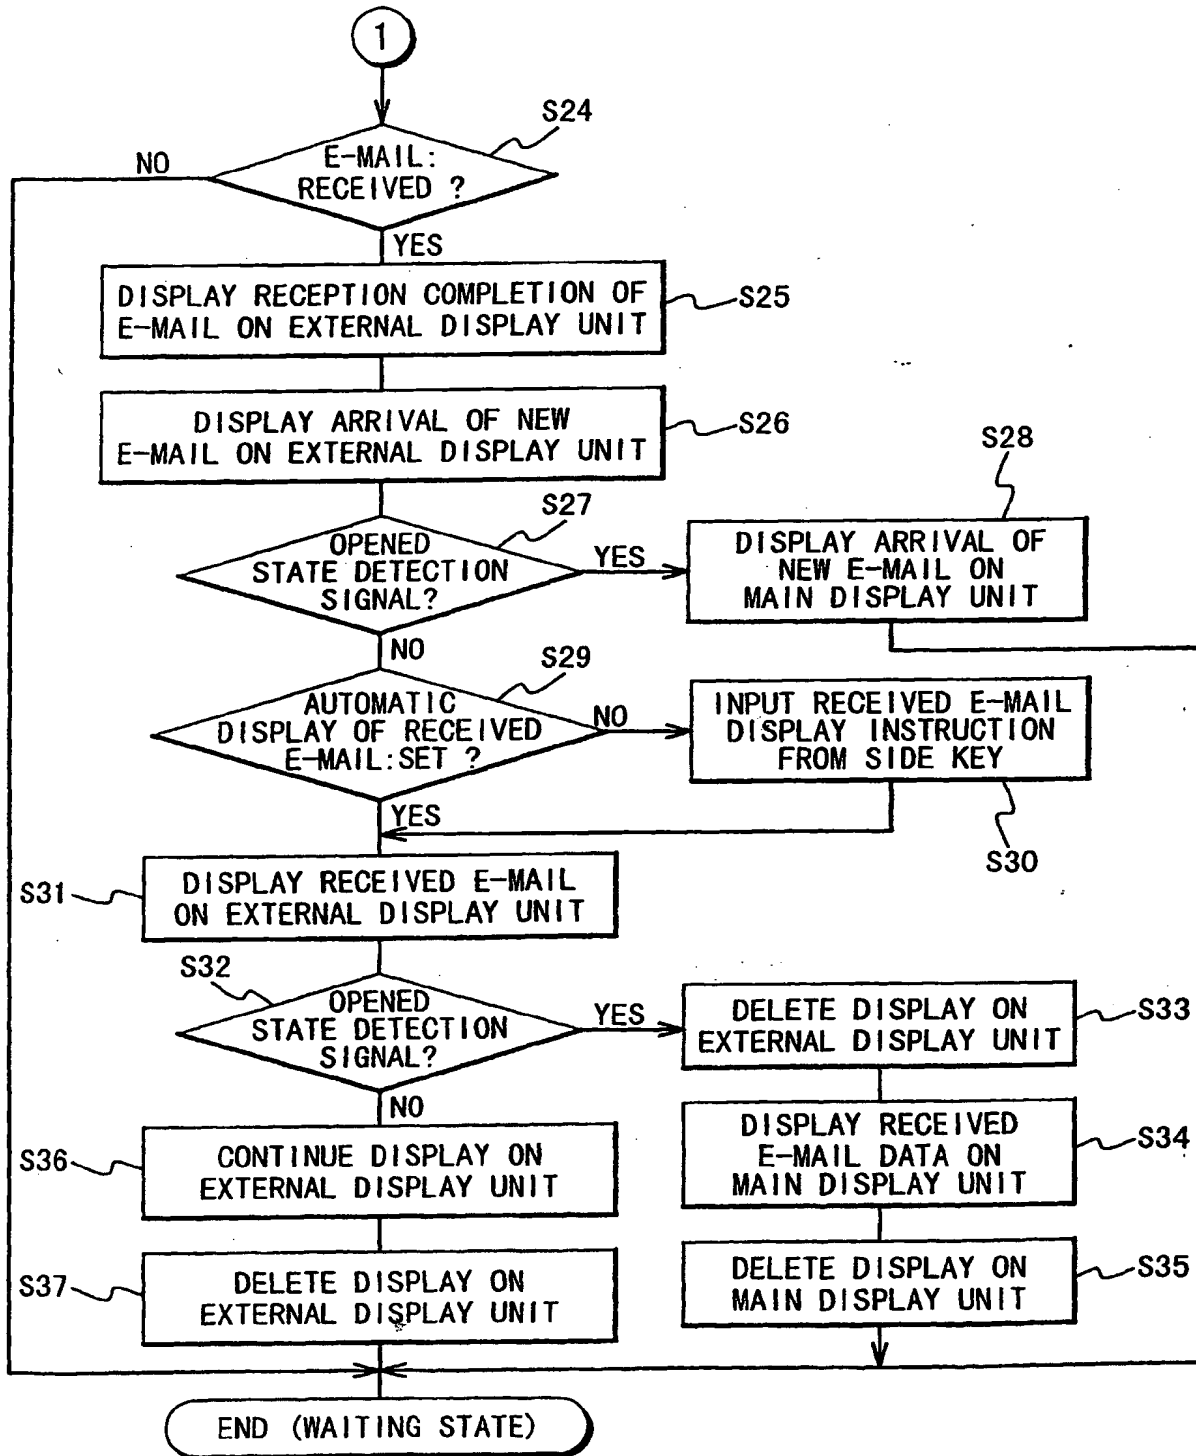 1
S24
E-MAIL:
RECEIVED ?
NO
YES
DISPLAY RECEPTION COMPLETION OF
E-MAIL ON EXTERNAL DISPLAY UNIT
S25
DISPLAY ARRIVAL OF NEW
E-MAIL ON EXTERNAL DISPLAY UNIT
S26
S27
OPENED
STATE DETECTION
SIGNAL?
YES
S28
DISPLAY ARRIVAL OF
NEW E-MAIL ON
MAIN DISPLAY UNIT
NO
S29
AUTOMATIC
DISPLAY OF RECEIVED
E-MAIL:SET ?
NO
INPUT RECEIVED E-MAIL
DISPLAY INSTRUCTION
FROM SIDE KEY
S30
YES
S31
DISPLAY RECEIVED E-MAIL
ON EXTERNAL DISPLAY UNIT
S32
OPENED
STATE DETECTION
SIGNAL?
YES
DELETE DISPLAY ON
EXTERNAL DISPLAY UNIT
S33
NO
DISPLAY RECEIVED
E-MAIL DATA ON
MAIN DISPLAY UNIT
S34
S36
CONTINUE DISPLAY ON
EXTERNAL DISPLAY UNIT
DELETE DISPLAY ON
MAIN DISPLAY UNIT
S35
S37
DELETE DISPLAY ON
EXTERNAL DISPLAY UNIT
END (WAITING STATE)